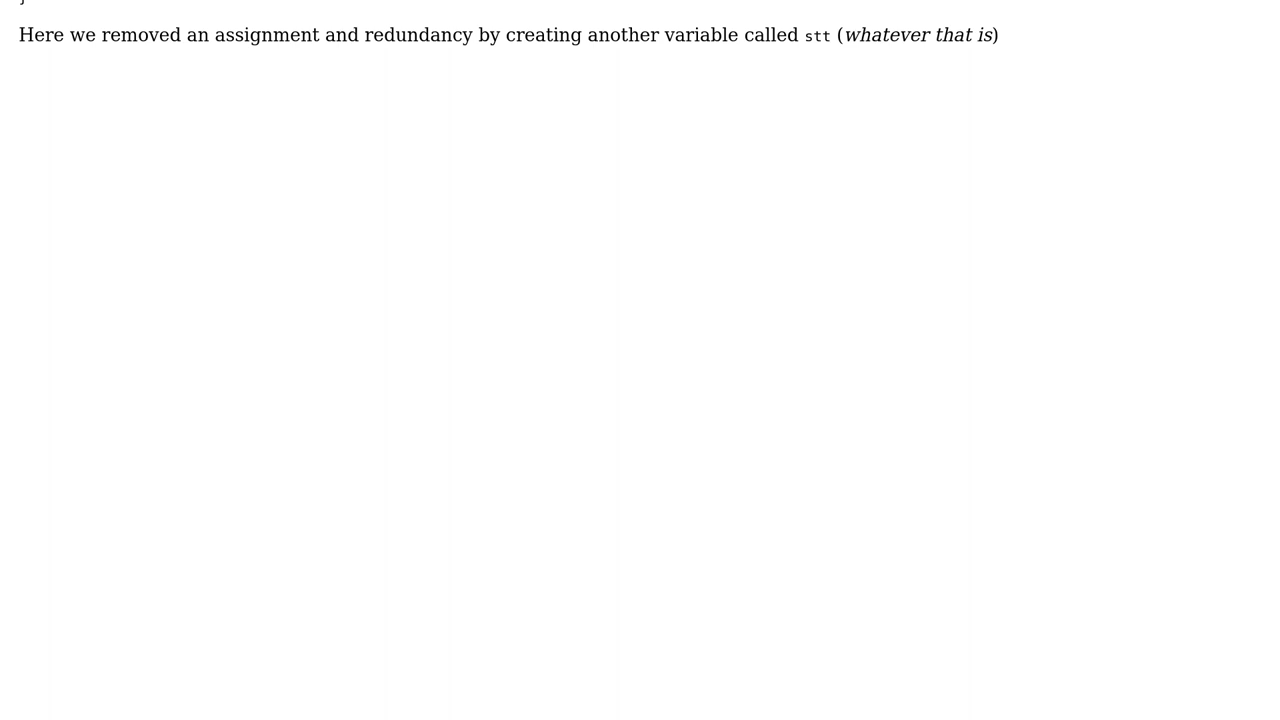 }
Here we removed an assignment and redundancy by creating another variable called stt (whatever that is)